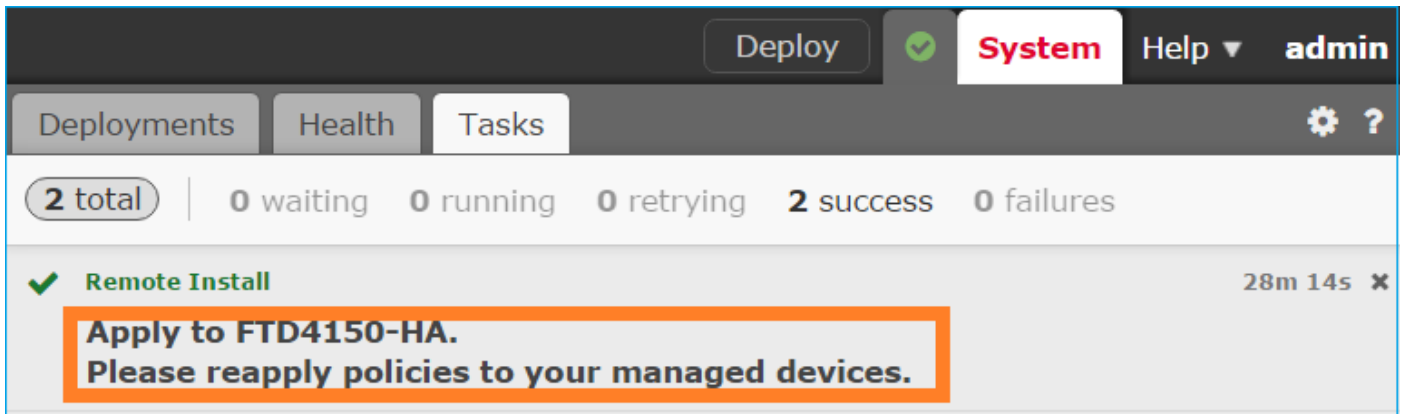 Deploy System Help admin
Deployments Health Tasks ?
2 total 0 waiting 0 running 0 retrying 2 success 0 failures
Remote Install 28m 14s
Apply to FTD4150-HA.
Please reapply policies to your managed devices.